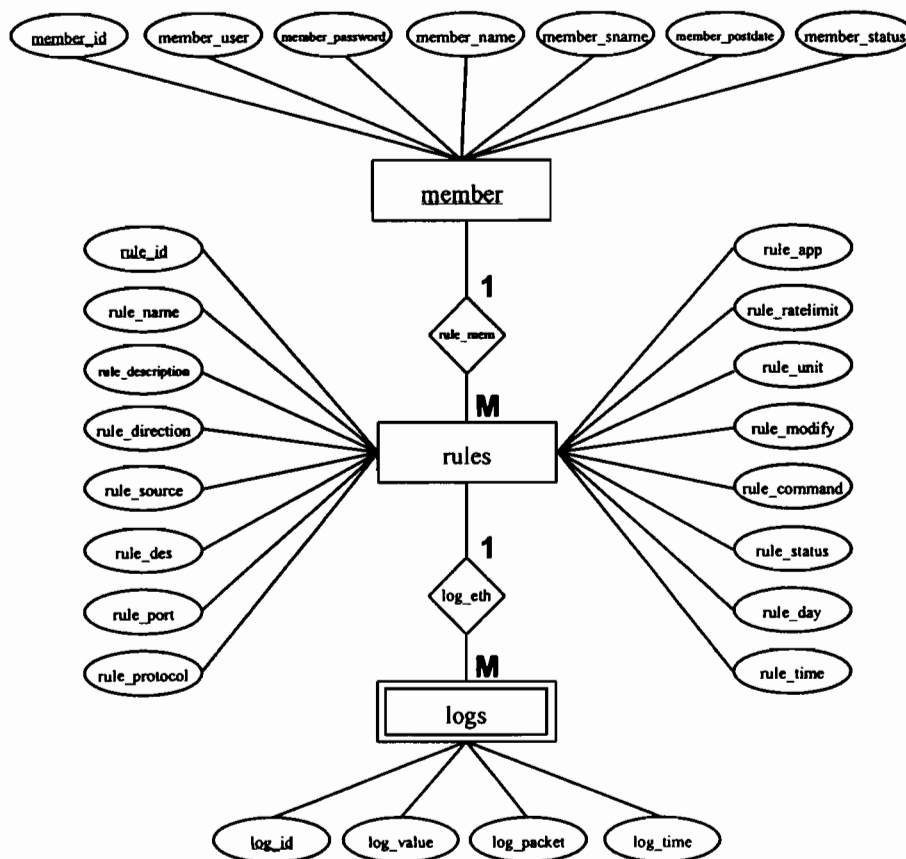 member_id member_user member_password member_name member_sname member_postdate member_status
member
rule_id
rule_app
1
rule_name
rule_ratelimit
rule_mem
rule_description
rule_unit
M
rule_direction
rule_modify
rules
rule_source
rule_command
1
rule_des
rule_status
log_eth
rule_port
rule_day
M
rule_protocol
rule_time
logs
log_id log_value log_packet log_time